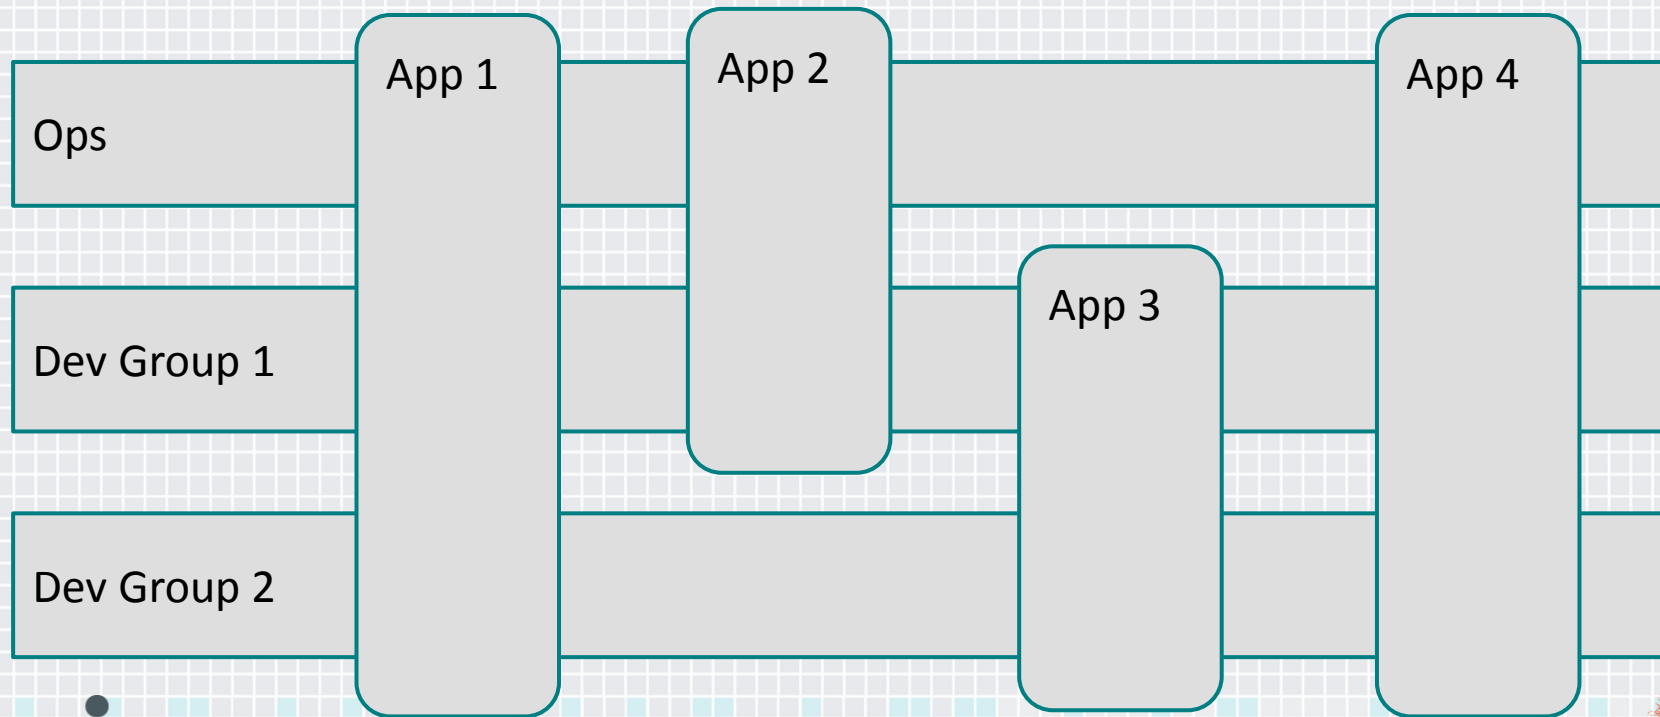 App 1
App 2
App 4
Ops
App 3
Dev Group 1
Dev Group 2